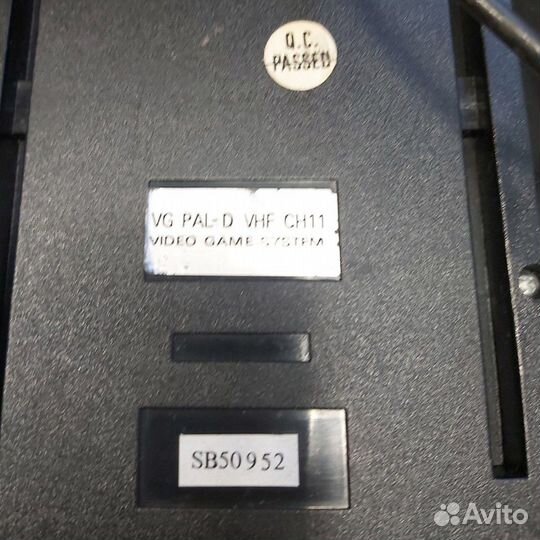 Q.C.
PASSED
VG PAL-D VHF CH11
VIDEO GAME SYSTEM
SB50952
Avito